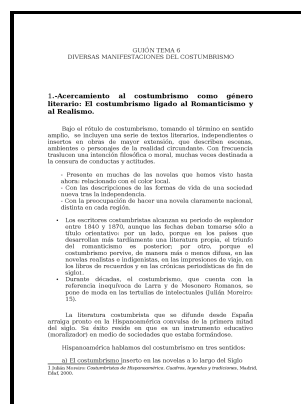 GUIÓN TEMA 6
DIVERSAS MANIFESTACIONES DEL COSTUMBRISMO
1.-Acercamiento al costumbrismo como género
literario: El costumbrismo ligado al Romanticismo y
al Realismo.
Bajo el rótulo de costumbrismo, tomando el término en sentido
amplio, se incluyen una serie de textos literarios, independientes o
insertos en obras de mayor extensión, que describen escenas,
ambientes o personajes de la realidad circundante. Con frecuencia
traslucen una intención filosófica o moral, muchas veces destinada a
la censura de conductas y actitudes.
- Presente en muchas de las novelas que hemos visto hasta
ahora: relacionado con el color local.
- Con las descripciones de las formas de vida de una sociedad
nueva tras la independencia.
- Con la preocupación de hacer una novela claramente nacional,
distinta en cada región.
• Los escritores costumbristas alcanzan su periodo de esplendor
entre 1840 y 1870, aunque las fechas deban tomarse sólo a
título orientativo: por un lado, porque en los países que
desarrollan más tardíamente una literatura propia, el triunfo
del romanticismo es posterior; por otro, porque el
costumbrismo pervive, de manera más o menos difusa, en las
novelas realistas o indigenistas, en las impresiones de viaje, en
los libros de recuerdos y en las crónicas periodísticas de fin de
siglo1.
• Durante décadas, el costumbrismo, que cuenta con la
referencia inequívoca de Larra y de Mesonero Romanos, se
pone de moda en las tertulias de intelectuales (Julián Moreiro:
15).
La literatura costumbrista que se difunde desde España
arraiga pronto en la Hispanoamérica convulsa de la primera mitad
del siglo. Su éxito reside en que es un instrumento educativo
(moralizador) en medio de sociedades que estaba formándose.
Hispanoamérica hablamos del costumbrismo en tres sentidos:
a) El costumbrismo inserto en las novelas a lo largo del Siglo
1 Julián Moreiro: Costumbristas de Hispanoamérica. Cuadros, leyendas y tradiciones, Madrid,
Edaf, 2000.